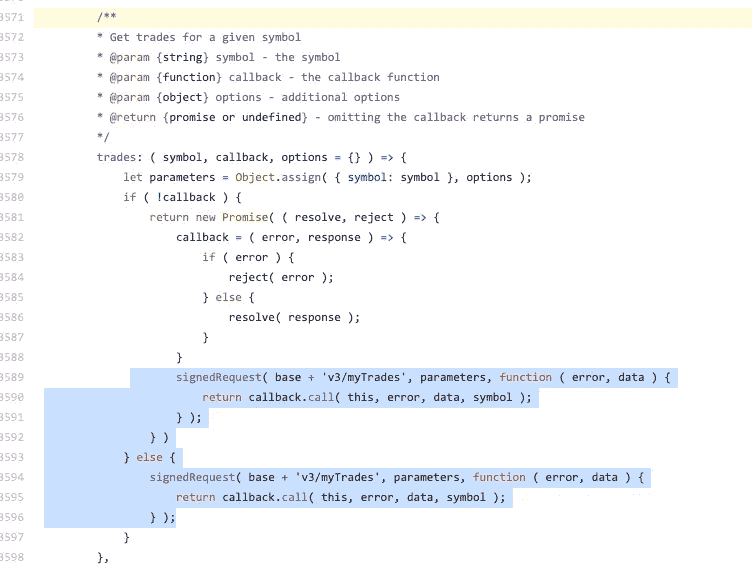 3571 /**
3572 * Get trades for a given symbol
3573 * @param {string} symbol - the symbol
3574 * @param {function} callback - the callback function
3575 * @param {object} options - additional options
3576 * @return {promise or undefined} - omitting the callback returns a promise
3577 */
3578 trades: ( symbol, callback, options = {} ) => {
3579 let parameters = Object.assign( { symbol: symbol }, options );
3580 if ( !callback ) {
3581 return new Promise( ( resolve, reject ) => {
3582 callback = ( error, response ) => {
3583 if ( error ) {
3584 reject( error );
3585 } else {
3586 resolve( response );
3587 }
3588 }
3589 signedRequest( base + 'v3/myTrades', parameters, function ( error, data ) {
3590 return callback.call( this, error, data, symbol );
3591 } );
3592 } )
3593 } else {
3594 signedRequest( base + 'v3/myTrades', parameters, function ( error, data ) {
3595 return callback.call( this, error, data, symbol );
3596 } );
3597 }
3598 },